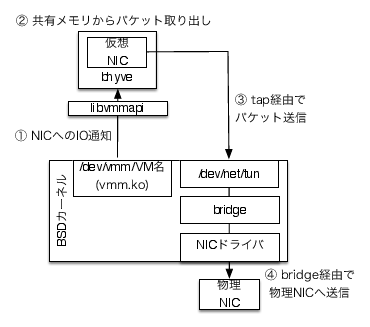 ② 共有メモリからパケット取り出し
仮想
NIC
bhyve
libvmmapi
③ tap経由で
パケット送信
① NICへのIO通知
/dev/vmm/VM名
(vmm.ko)
/dev/net/tun
BSDカーネル
bridge
NICドライバ
④ bridge経由で
物理NICへ送信
物理
NIC